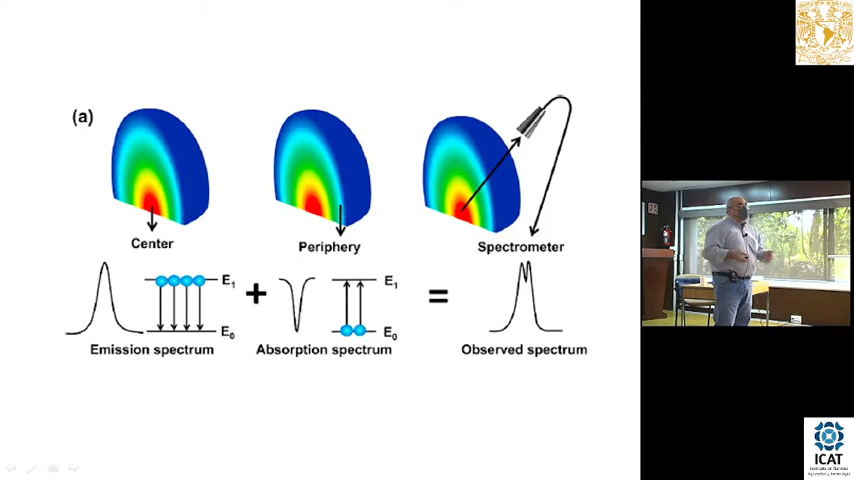 (a)
Center
Periphery
Spectrometer
E1
E0
+
E1
E0
=
Emission spectrum
Absorption spectrum
Observed spectrum
ICAT